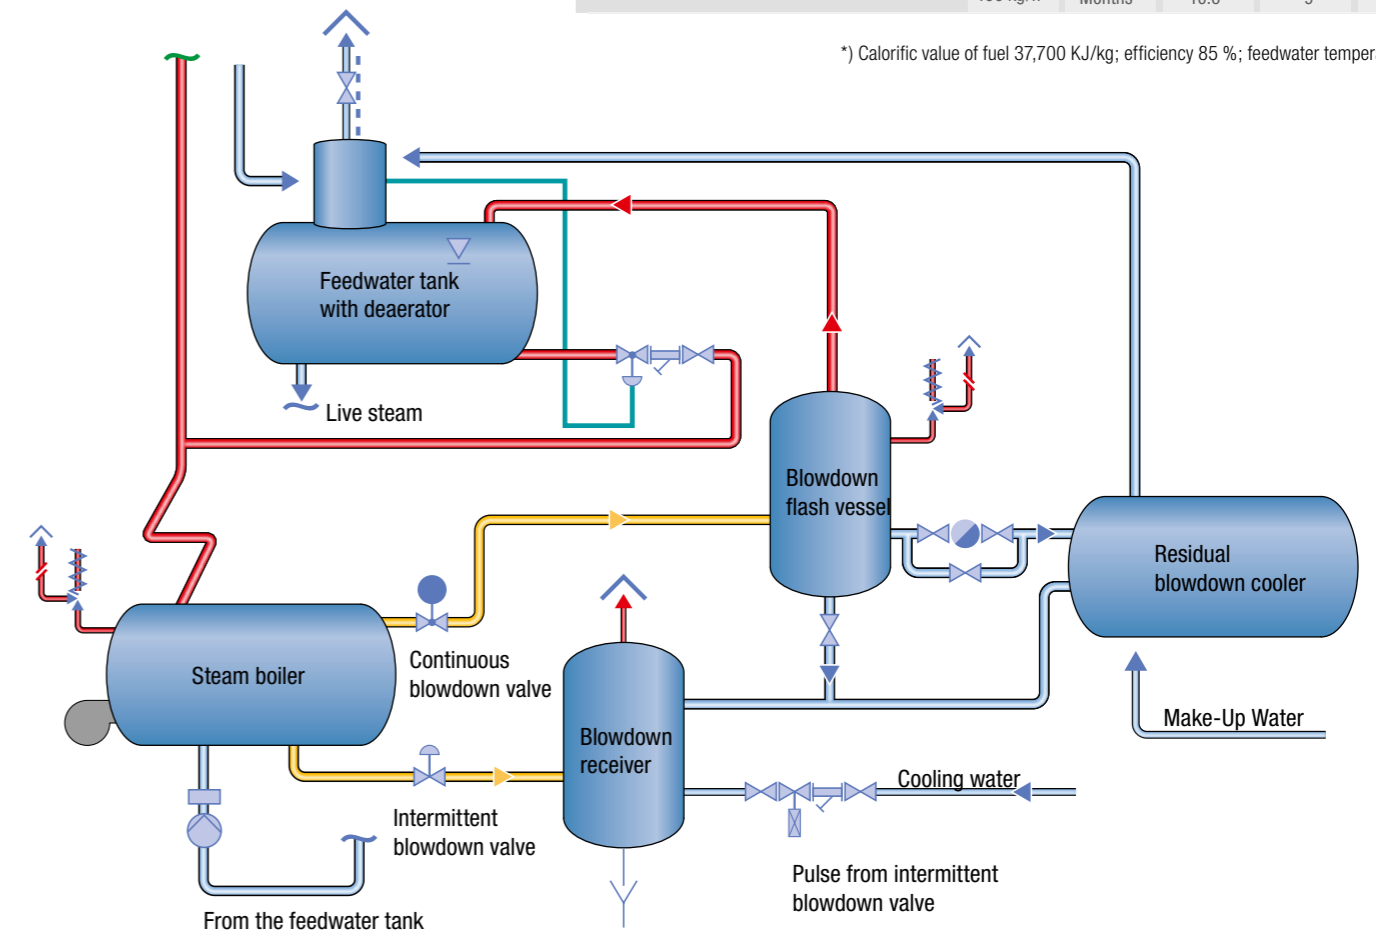 Months
*) Calorific value of fuel 37,700 KJ/kg; efficiency 85 %; feedwater
Feedwater tank
with deaerator
Live steam
Blowdown
flash vessel
Residual
blowdown cooler
Steam boiler
Continuous
blowdown valve
Make-Up Water
Blowdown
receiver
Cooling water
Intermittent
blowdown valve
Pulse from intermittent
blowdown valve
From the feedwater tank